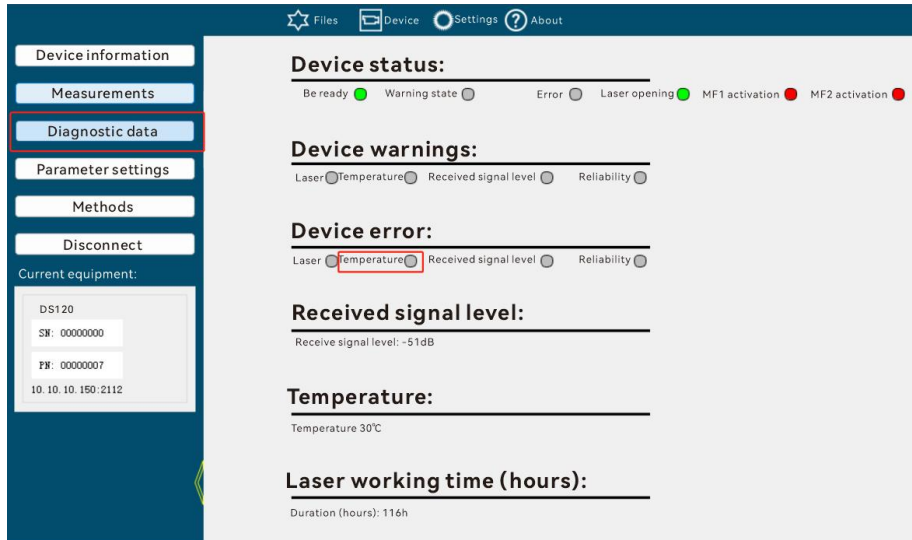 Files Device Settings ? About
Device information
Measurements
Diagnostic data
Parameter settings
Methods
Disconnect
Current equipment:
DS120
SN: 00000000
PN: 00000007
10.10.10.150:2112
Device status:
Be ready Warning state Error Laser opening MF1 activation MF2 activation
Device warnings:
Laser Temperature Received signal level Reliability
Device error:
Laser Temperature Received signal level Reliability
Received signal level:
Receive signal level: -51dB
Temperature:
Temperature 30℃
Laser working time (hours):
Duration (hours): 116h